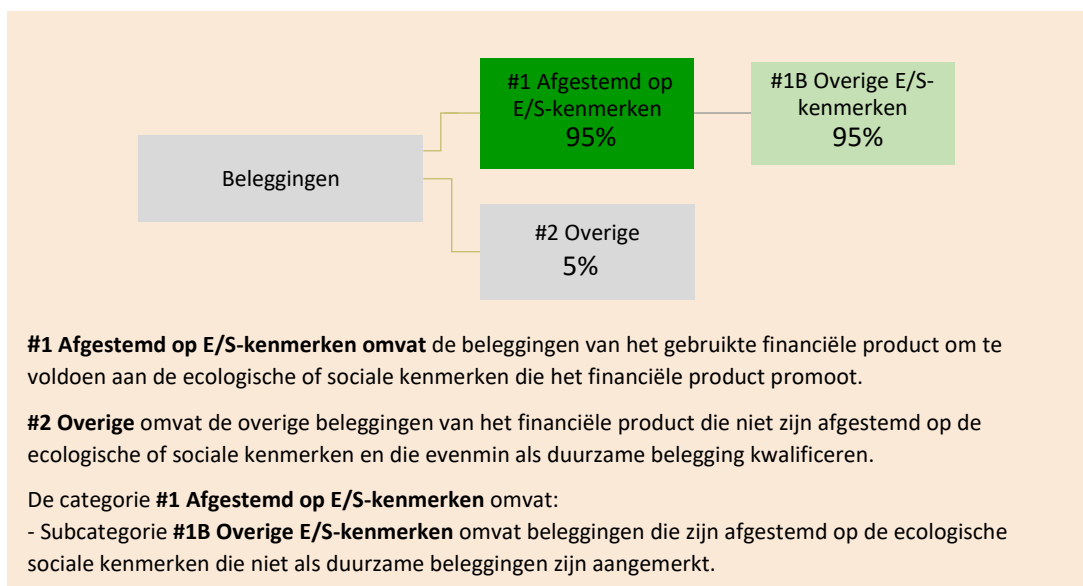 #1 Afgestemd op
E/S-kenmerken
95%
#1B Overige E/S-
kenmerken
95%
Beleggingen
#2 Overige
5%
#1 Afgestemd op E/S-kenmerken omvat de beleggingen van het gebruikte financiële product om te
voldoen aan de ecologische of sociale kenmerken die het financiële product promoot.
#2 Overige omvat de overige beleggingen van het financiële product die niet zijn afgestemd op de
ecologische of sociale kenmerken en die evenmin als duurzame belegging kwalificeren.
De categorie #1 Afgestemd op E/S-kenmerken omvat:
- Subcategorie #1B Overige E/S-kenmerken omvat beleggingen die zijn afgestemd op de ecologische
sociale kenmerken die niet als duurzame beleggingen zijn aangemerkt.